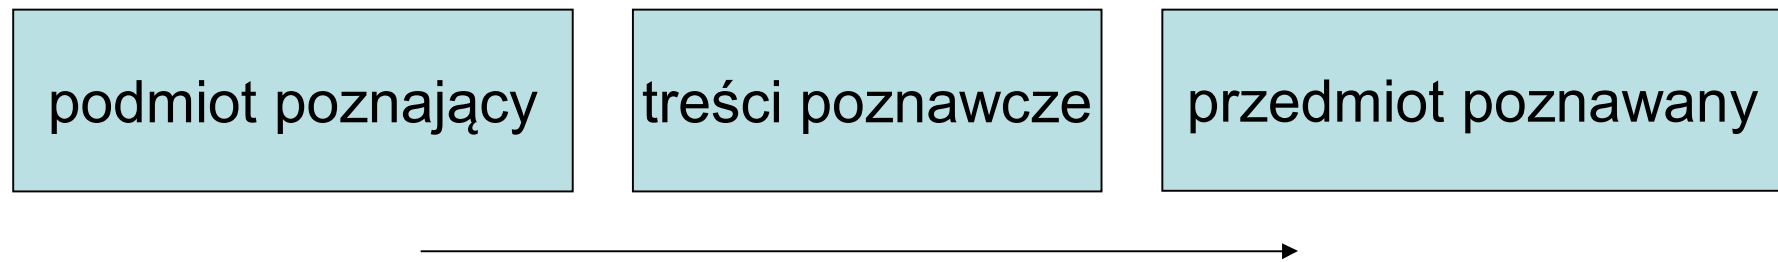 podmiot poznający
treści poznawcze
przedmiot poznawany